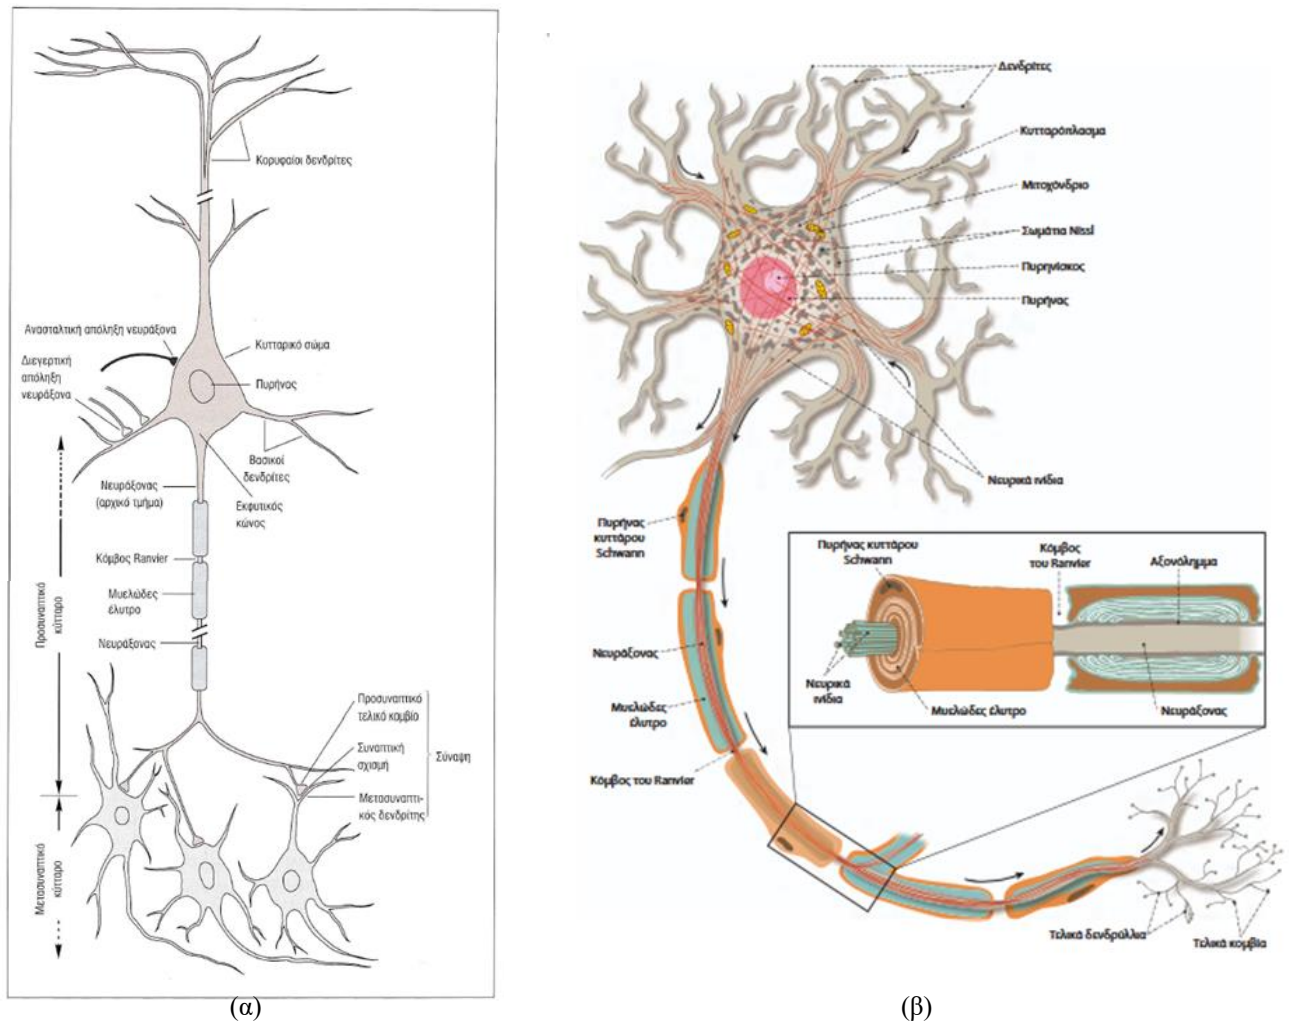 Κορυφαίοι δενδρίτες
Ανασταλτική απόληξη νευράξονα
Διεγερτική
απόληξη
νευράξονα
Κυτταρικό σώμα
Πυρήνας
Βασικοί
δενδρίτες
Νευράξονας
(αρχικό τμήμα)
Εκφυτικός
κώνος
Κόμβος Ranvier
Μυελώδες
έλυτρο
Νευράξονας
Προσυναπτικό
κύτταρο
Προσυναπτικό
τελικό κομβίο
Συναπτική
σχισμή
Σύναψη
Μετασυναπτι-
κός δενδρίτης
Μετασυναπτικό
κύτταρο
(α)
Δενδρίτες
Κυτταρόπλασμα
Μιτοχόνδριο
Σωμάτια Nissl
Πυρηνίσκος
Πυρήνας
Νευρικά ινίδια
Πυρήνας
κυττάρου
Schwann
Πυρήνας κυττάρου
Schwann
Κόμβος
του Ranvier
Αξονόλημμα
Νευρικά
ινίδια
Μυελώδες έλυτρο
Νευράξονας
Νευράξονας
Μυελώδες
έλυτρο
Κόμβος του Ranvier
Τελικά δενδρύλλια
Τελικά κομβία
(β)